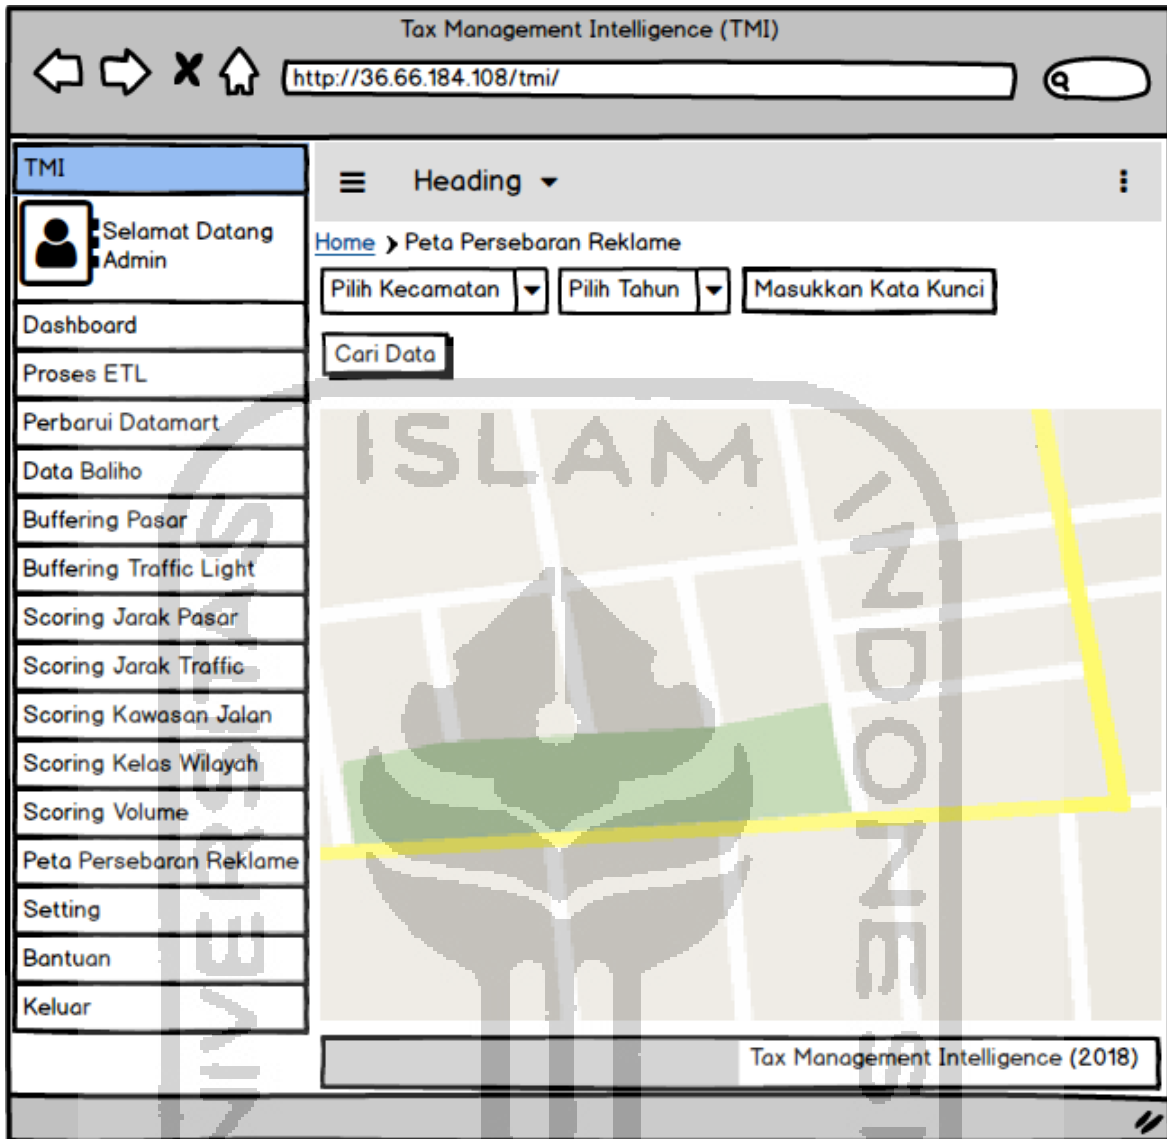 Tax Management Intelligence (TMI)
http://36.66.184.108/tmi/
TMI
Selamat Datang
Admin
Dashboard
Proses ETL
Perbarui Datamart
Data Baliho
Buffering Pasar
Buffering Traffic Light
Scoring Jarak Pasar
Scoring Jarak Traffic
Scoring Kawasan Jalan
Scoring Kelas Wilayah
Scoring Volume
Peta Persebaran Reklame
Setting
Bantuan
Keluar
Heading
Home > Peta Persebaran Reklame
Pilih Kecamatan Pilih Tahun Masukkan Kata Kunci
Cari Data
UNIVERSITAS
ISLAM
INDONESI
Tax Management Intelligence (2018)